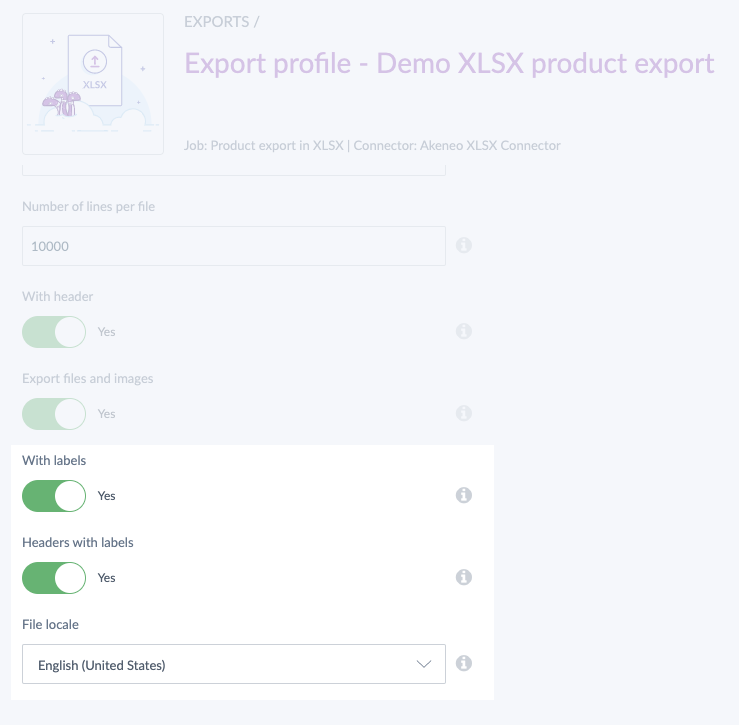 EXPORTS /
Export profile - Demo XLSX product export
XLSX
Job: Product export in XLSX | Connector: Akeneo XLSX Connector
Number of lines per file
10000
With header
Yes
Export files and images
Yes
With labels
Yes
Headers with labels
Yes
File locale
English (United States)